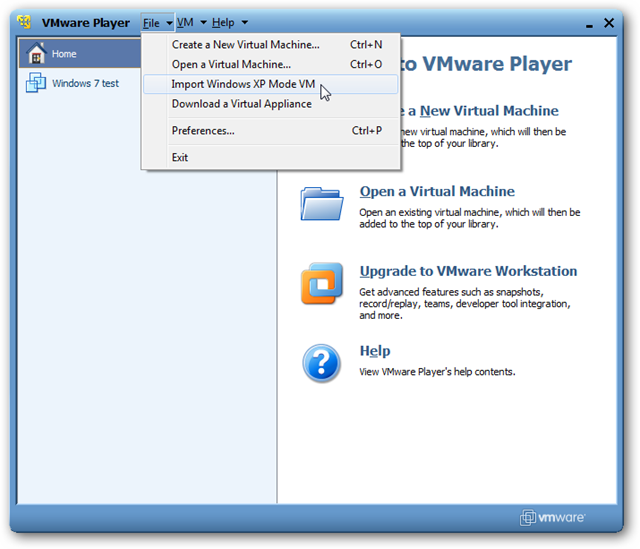 VMware Player File VM Help
Create a New Virtual Machine... Ctrl+N
Open a Virtual Machine... Ctrl+O
Import Windows XP Mode VM
Download a Virtual Appliance
Preferences... Ctrl+P
Exit
Home
Windows 7 test
to VMware Player
e a New Virtual Machine
new virtual machine, which will then be
the top of your library.
Open a Virtual Machine
Open an existing virtual machine, which will then be
added to the top of your library.
Upgrade to VMware Workstation
Get advanced features such as snapshots,
record/replay, teams, developer tool integration,
and more.
Help
View VMware Player's help contents.
vmware